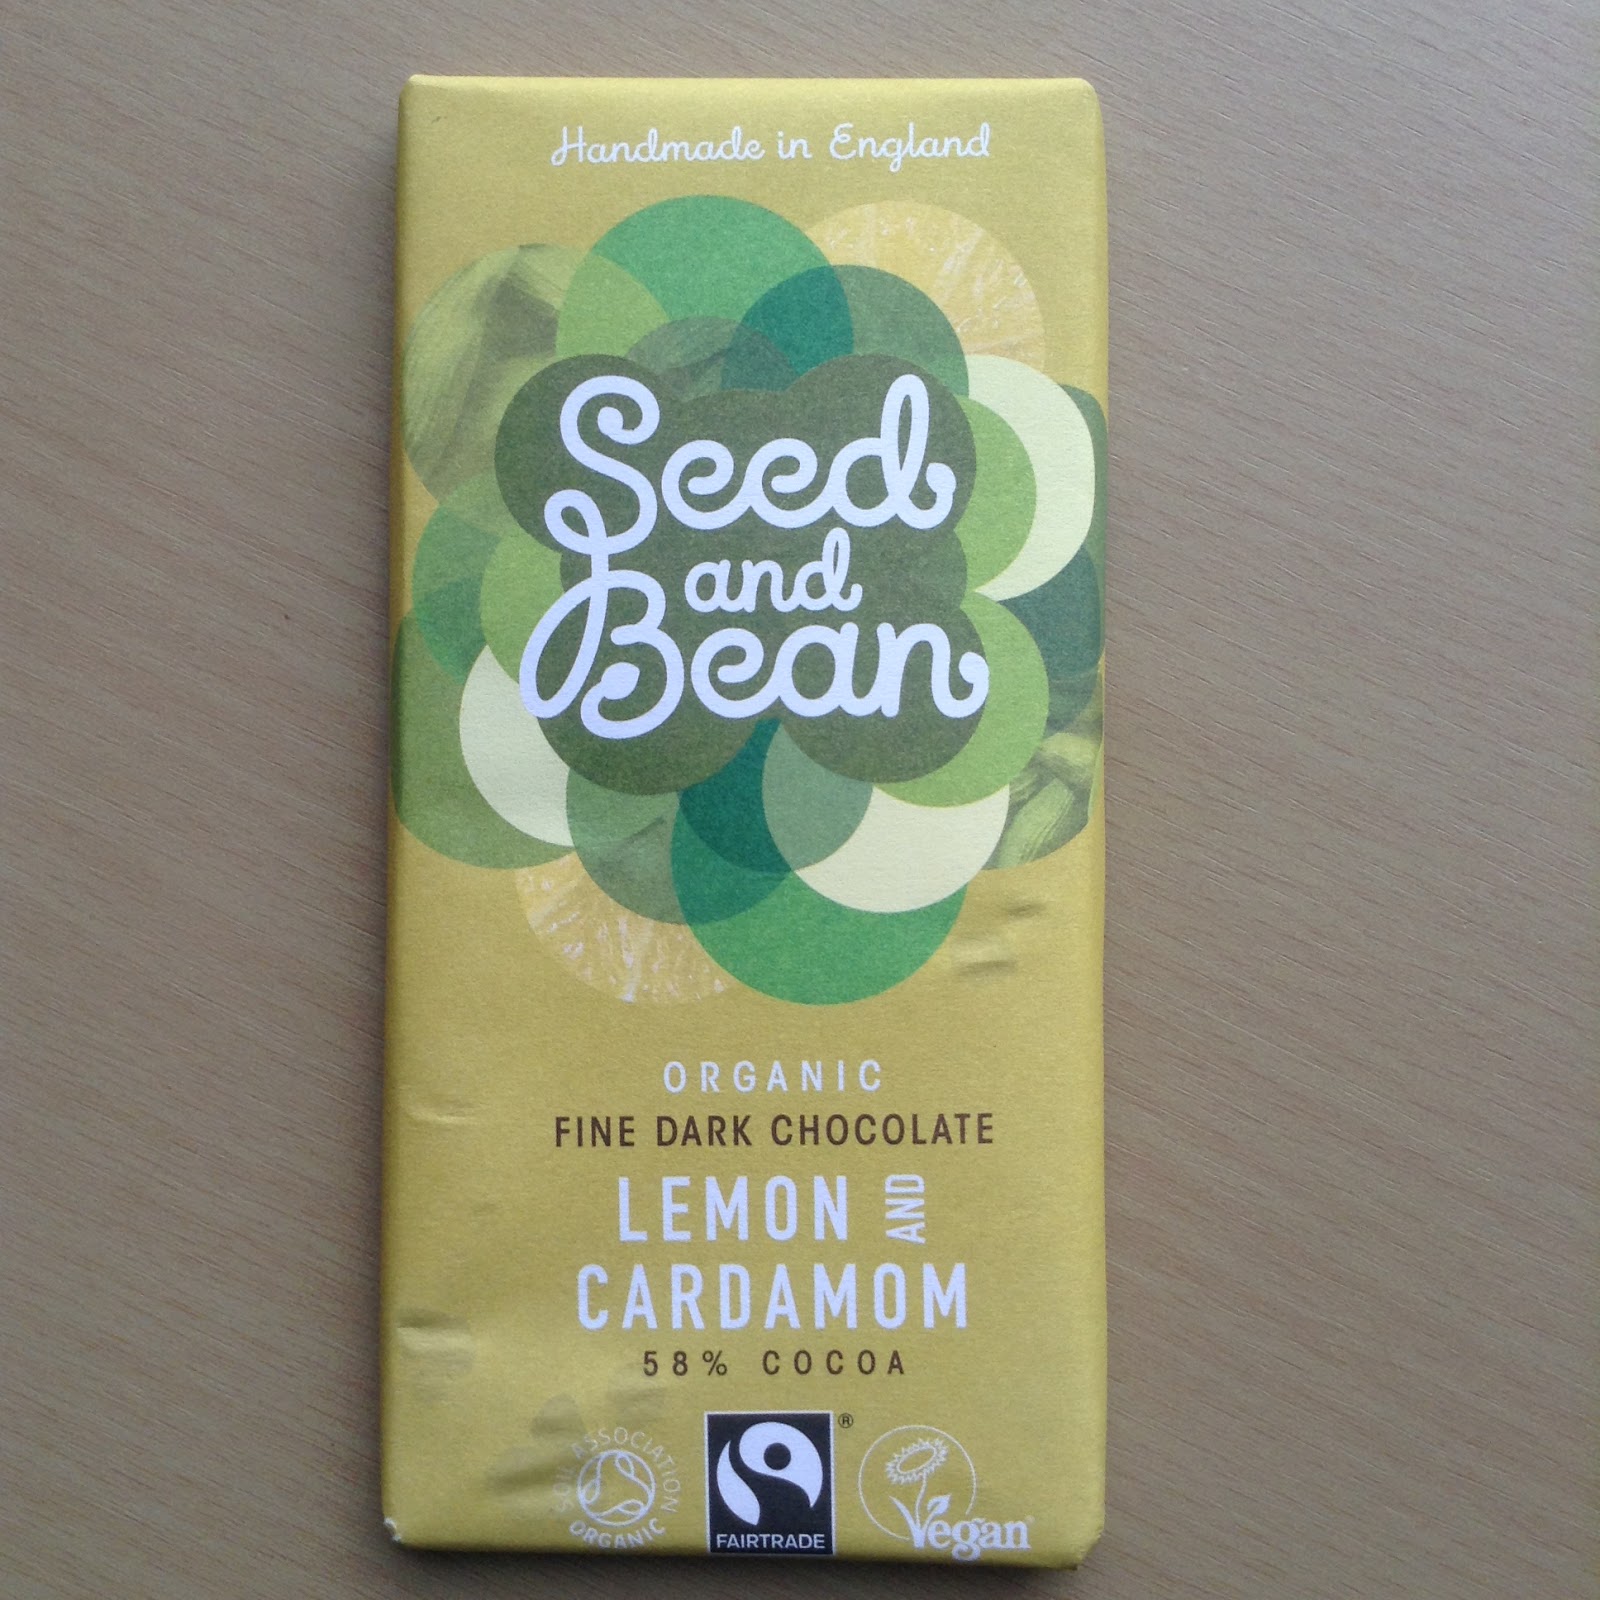 Handmade in England
Seed
and
Bean
ORGANIC
FINE DARK CHOCOLATE
LEMON AND
CARDAMOM
58% COCOA
SOIL ASSOCIATION
ORGANIC
FAIRTRADE
®
Vegan